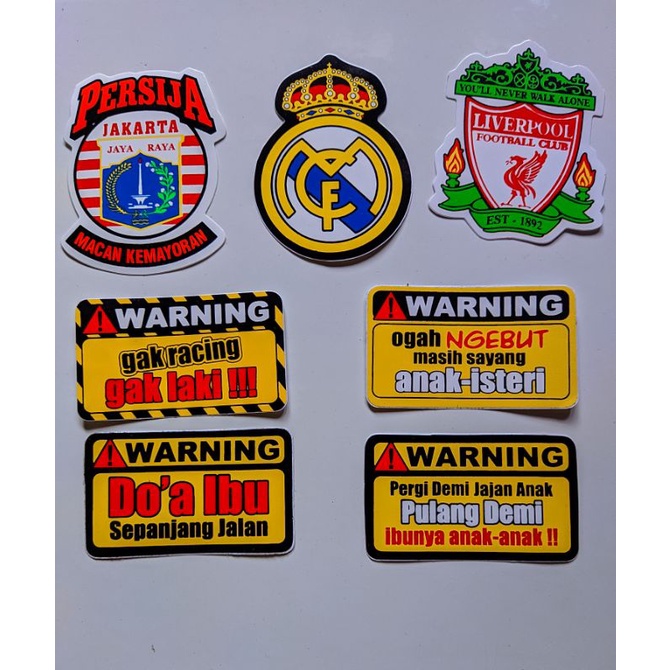 PERSIJA
JAKARTA
JAYA RAYA
MACAN KEMAYORAN
YOU'LL NEVER WALK ALONE
LIVERPOOL
FOOTBALL CLUB
EST - 1892
WARNING
gak racing
gak laki !!!
WARNING
ogah NGEBUT
masih sayang
anak-isteri
WARNING
Do'a Ibu
Sepanjang Jalan
WARNING
Pergi Demi Jajan Anak
Pulang Demi
ibunya anak-anak !!